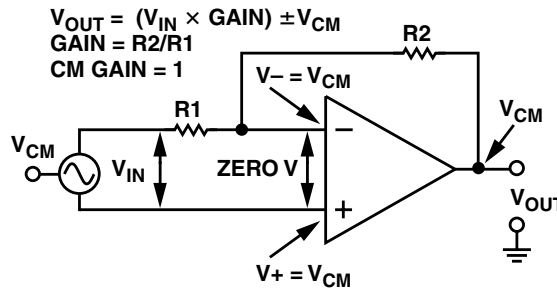 VOUT = (VIN × GAIN) ±VCM
GAIN = R2/R1
CM GAIN = 1
R2
V– = VCM
R1
VCM
VCM
VIN
ZERO V
–
+
VOUT
V+ = VCM